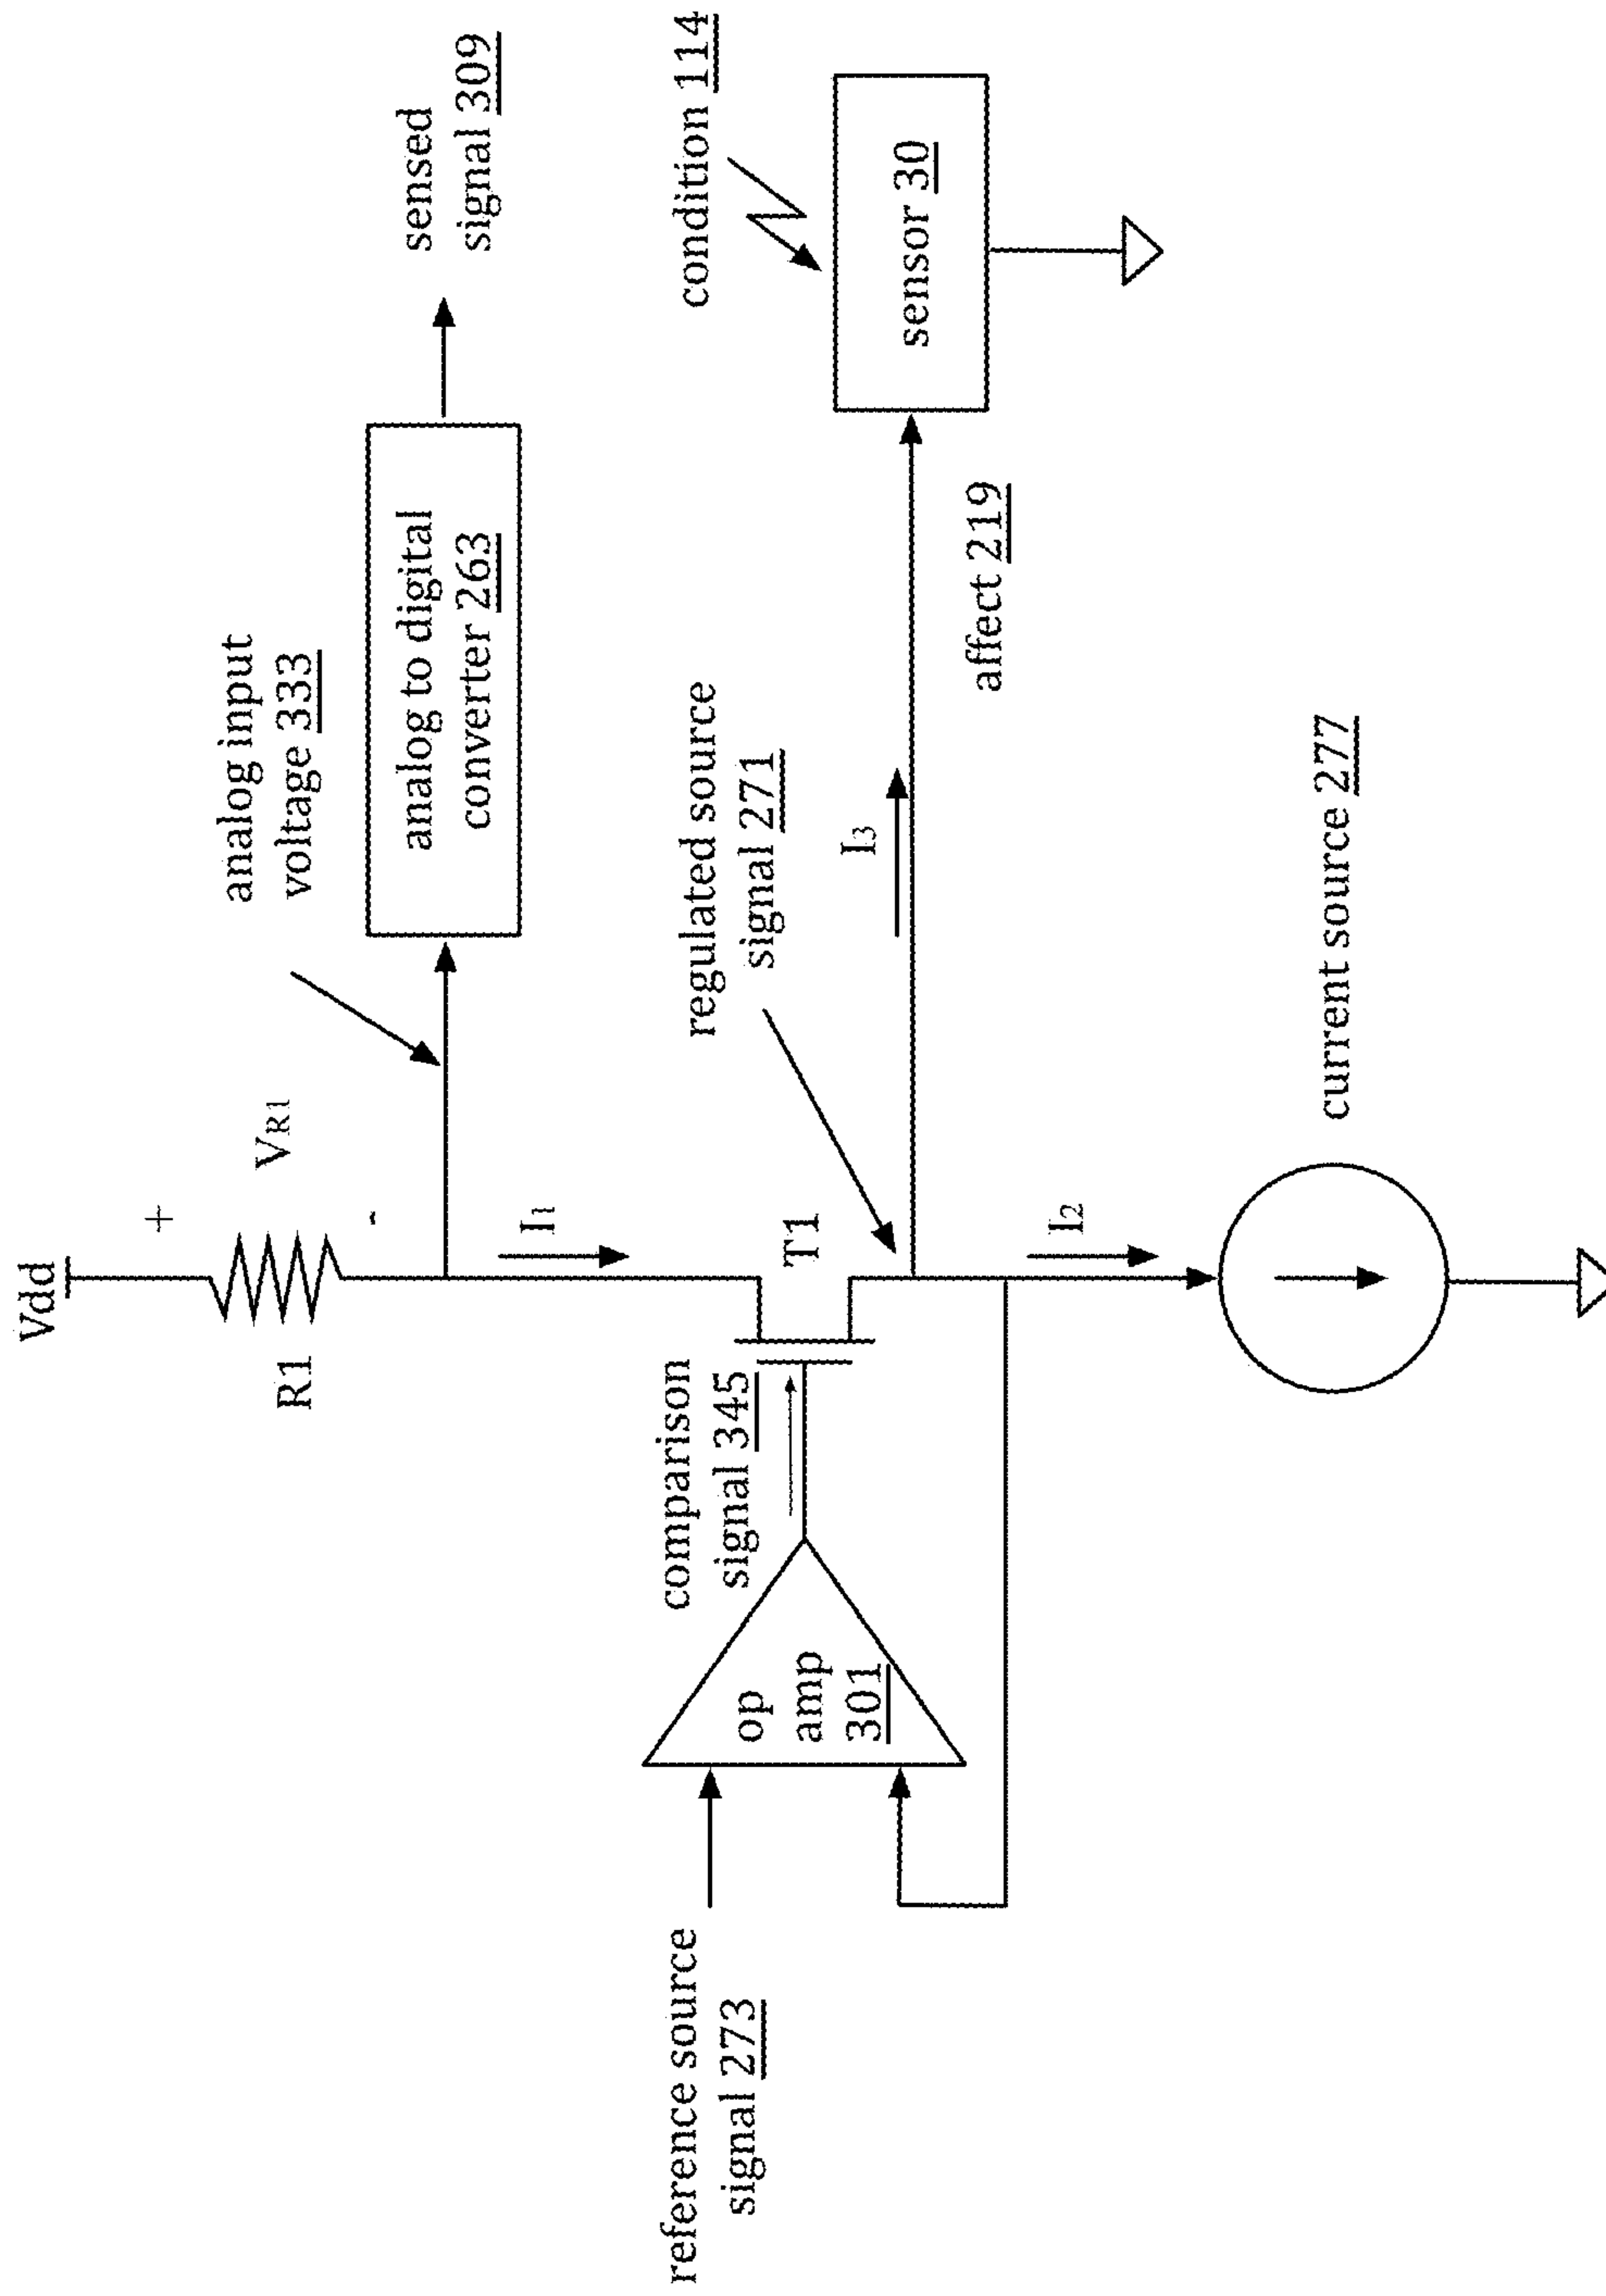 Vdd
+
R1
VR1
-
analog input
voltage 333
analog to digital
converter 263
sensed
signal 309
I1
comparison
signal 345
T1
reference source
signal 273
op
amp
301
regulated source
signal 271
I3
affect 219
condition 114
sensor 30
I2
current source 277